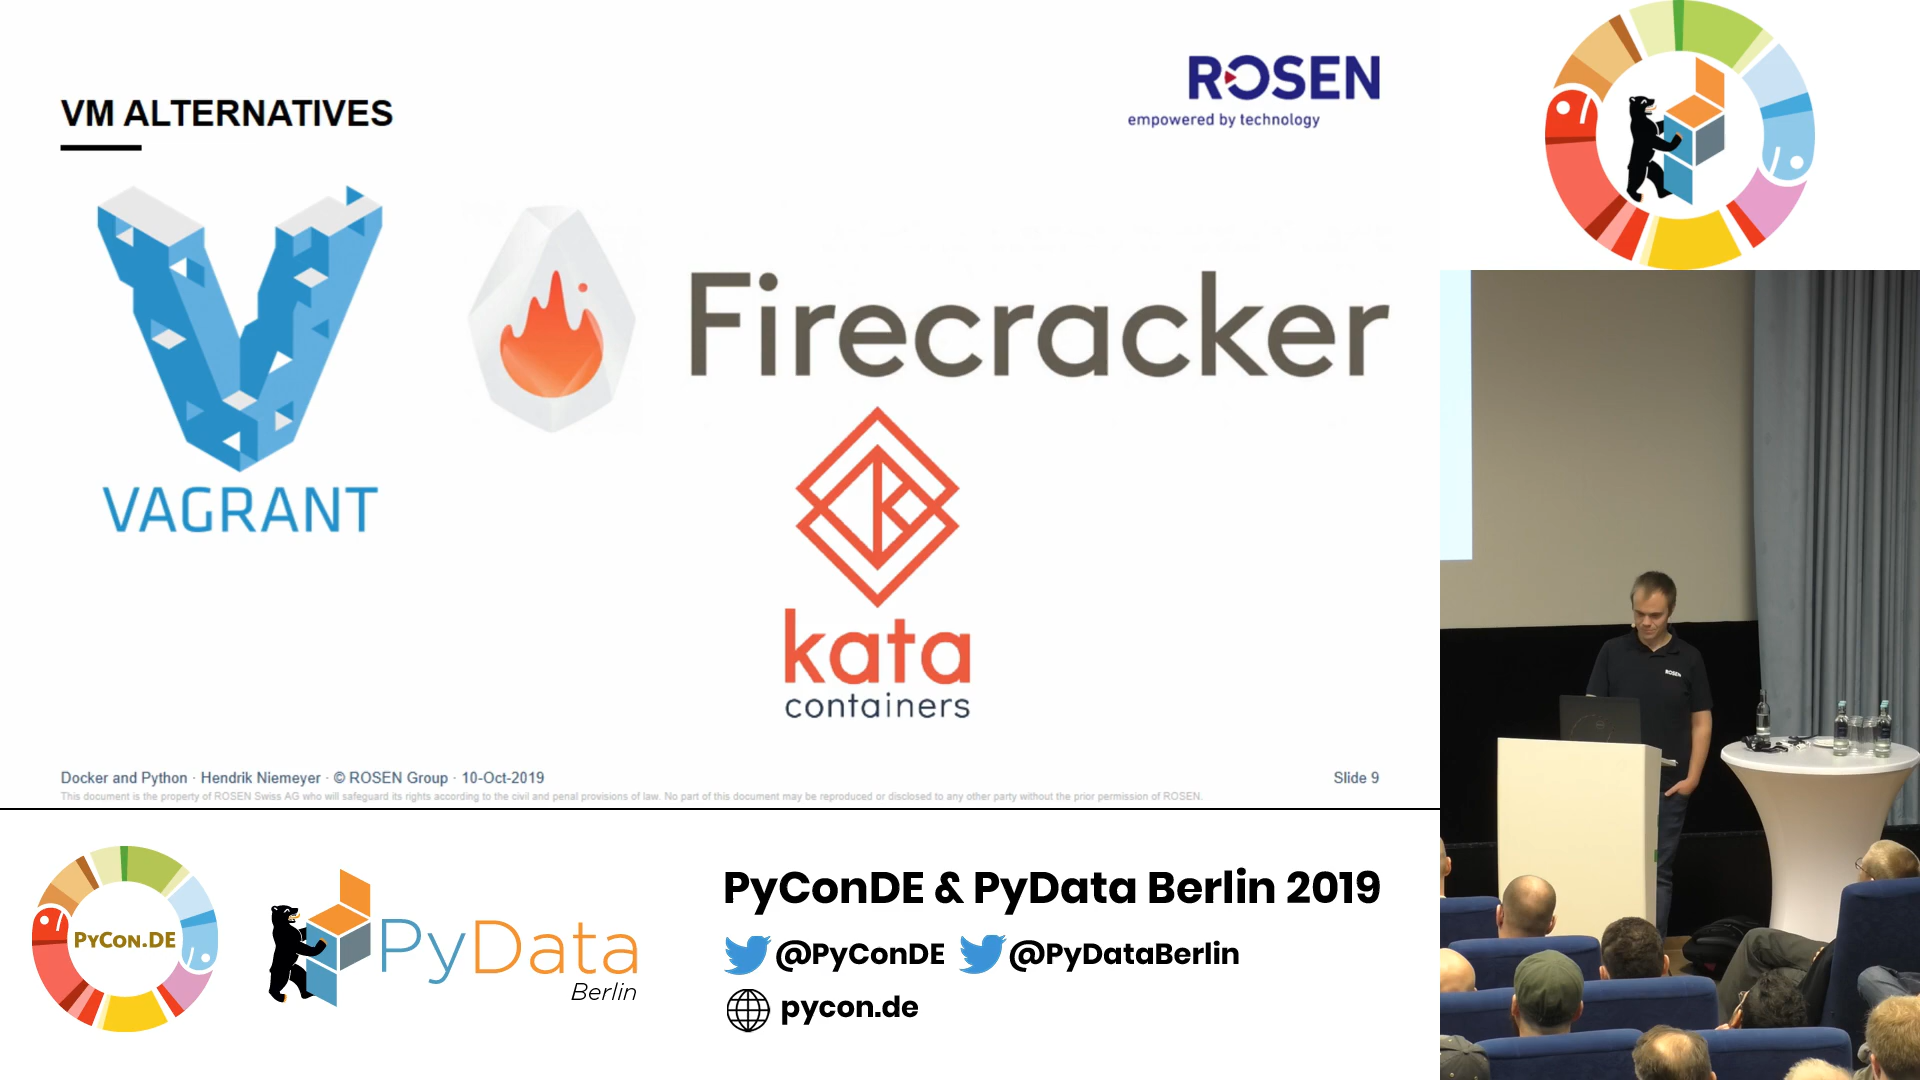 VM ALTERNATIVES
ROSEN
empowered by technology
VAGRANT
Firecracker
kata
containers
Docker and Python · Hendrik Niemeyer · © ROSEN Group · 10-Oct-2019
Slide 9
This document is the property of ROSEN Swiss AG who will safeguard its rights according to the civil and penal provisions of law. No part of this document may be reproduced or disclosed to any other party without the prior permission of ROSEN.
ROSEN
PYCON.DE
PyData
Berlin
PyConDE & PyData Berlin 2019
@PyConDE @PyDataBerlin
pycon.de